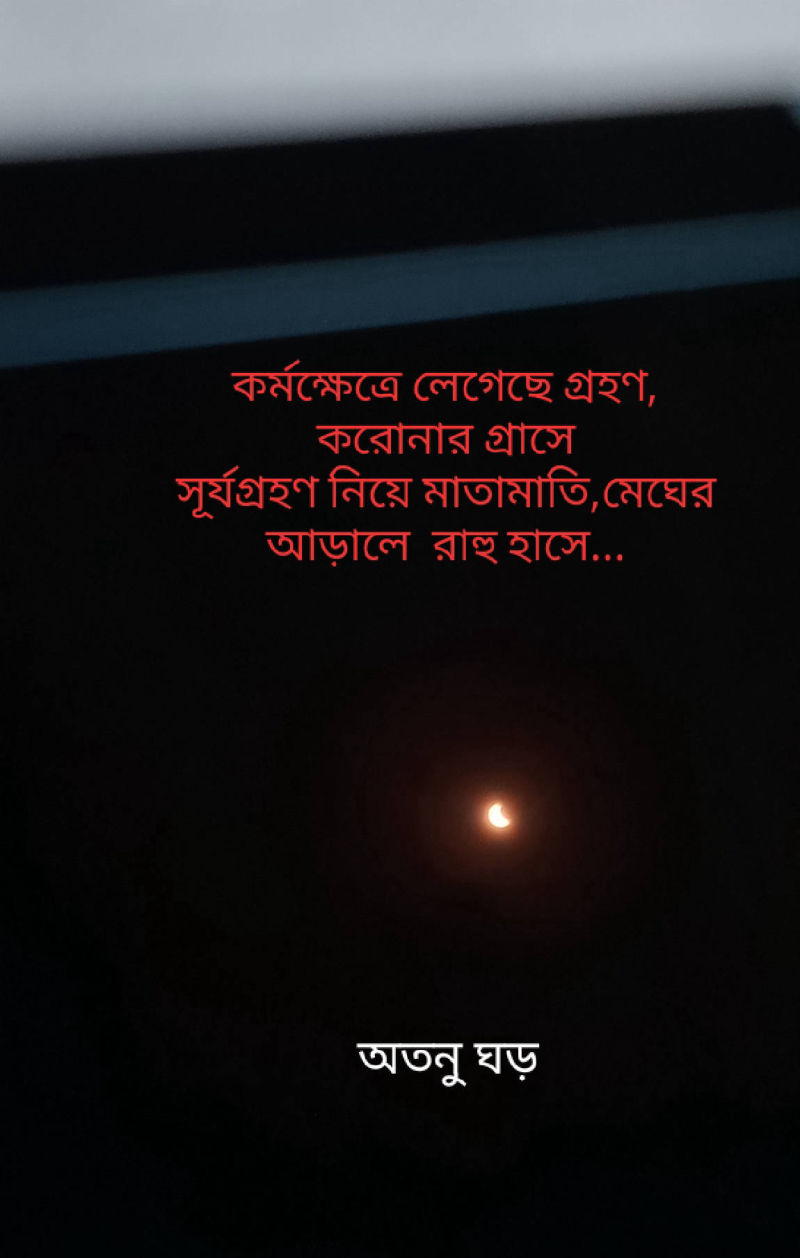 কর্মক্ষেত্রে লেগেছে গ্রহণ,
করোনার গ্রাসে
সূর্যগ্রহণ নিয়ে মাতামাতি,মেঘের
আড়ালে  রাহু হাসে...
অতনু ঘড়